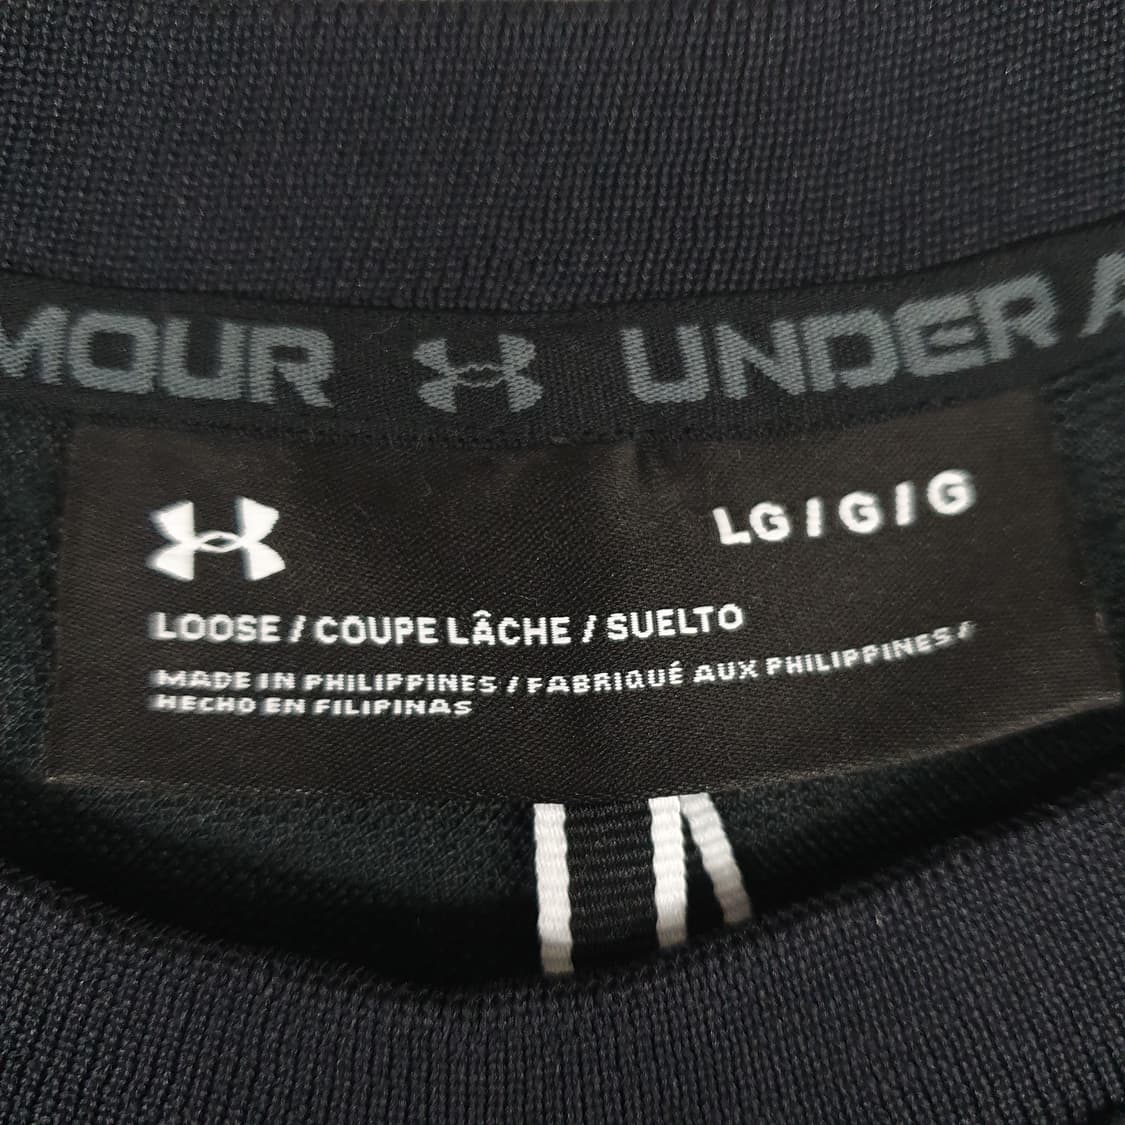 MOUR UNDER A
LG / G / G
LOOSE / COUPE LÂCHE / SUELTO
MADE IN PHILIPPINES / FABRIQUÉ AUX PHILIPPINES /
HECHO EN FILIPINAS